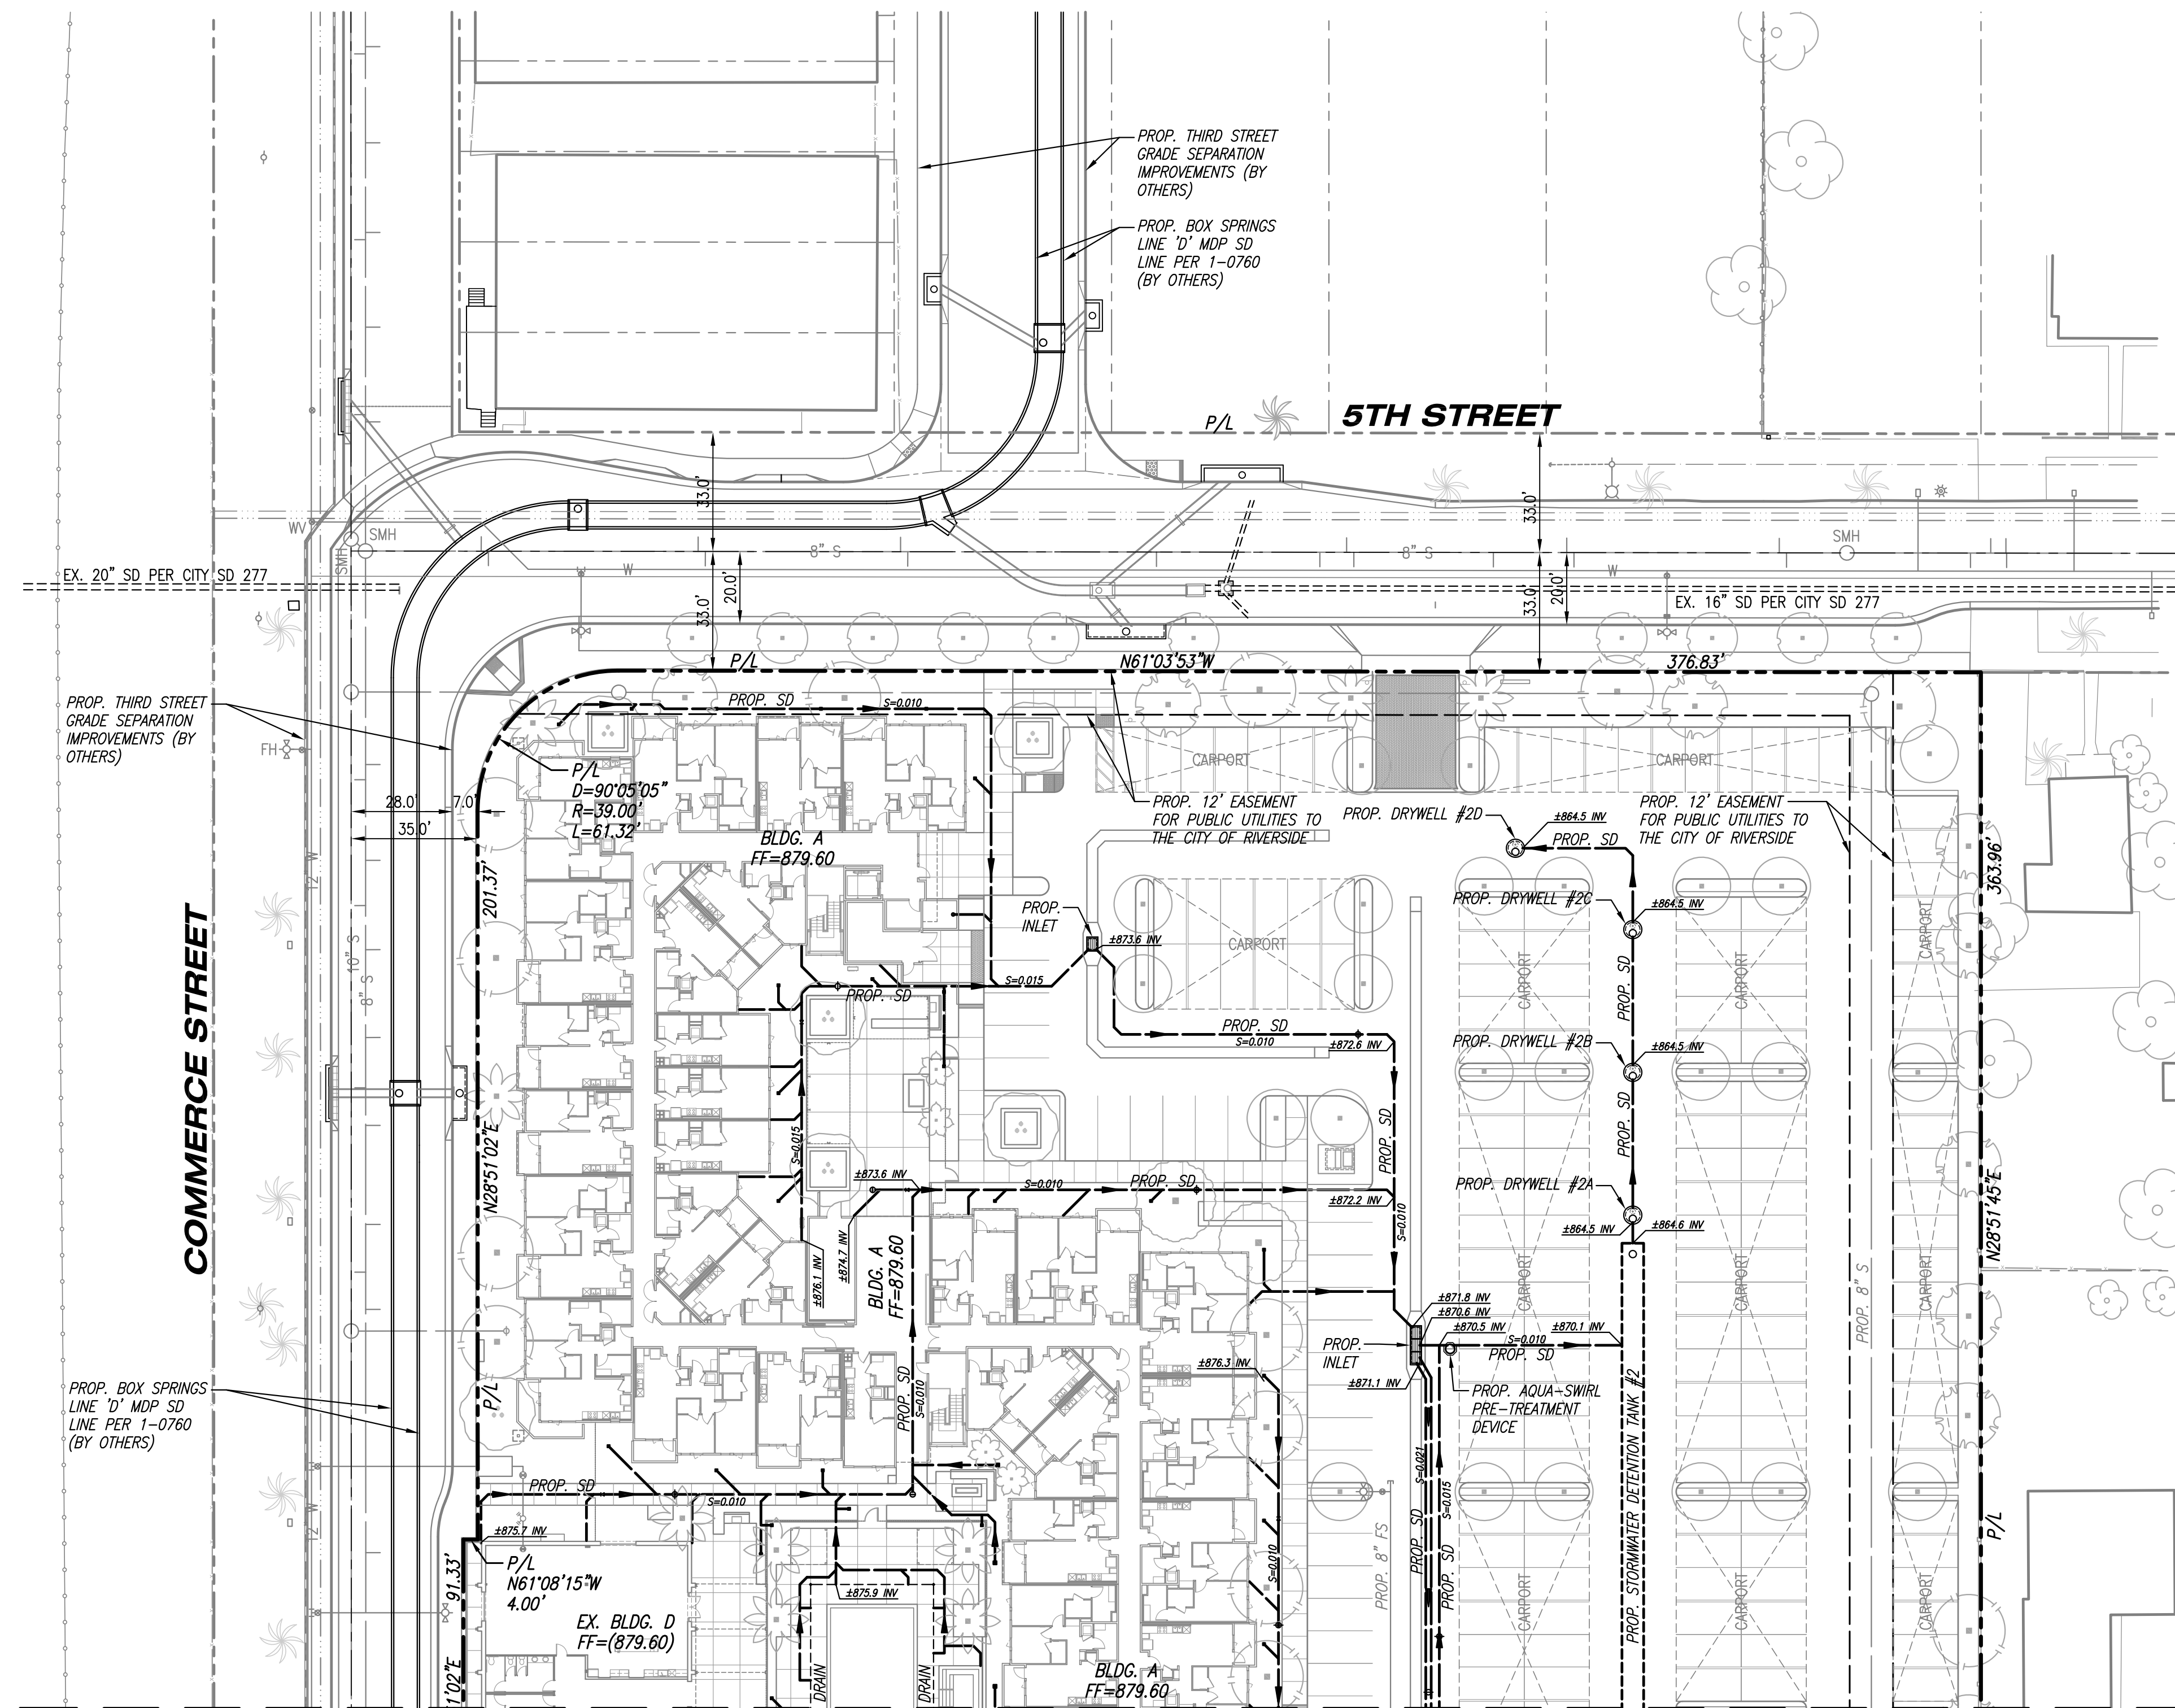 PROP. THIRD STREET
GRADE SEPARATION
IMPROVEMENTS (BY
OTHERS)
PROP. BOX SPRINGS
LINE 'D' MDP SD
LINE PER 1-0760
(BY OTHERS)
P/L
5TH STREET
33.0'
33.0'
WV
SMH
SMH
8" S
8" S
SMH
W
W
EX. 20" SD PER CITY SD 277
33.0'
20.0'
33.0'
20.0'
EX. 16" SD PER CITY SD 277
P/L
N61°03'53"W
376.83'
PROP. THIRD STREET
GRADE SEPARATION
IMPROVEMENTS (BY
OTHERS)
FH
PROP. SD
S=0.010
P/L
D=90°05'05"
R=39.00'
L=61.32'
28.0'
7.0'
35.0'
CARPORT
CARPORT
PROP. 12' EASEMENT
FOR PUBLIC UTILITIES TO
THE CITY OF RIVERSIDE
PROP. DRYWELL #2D
±864.5 INV
PROP. SD
PROP. 12' EASEMENT
FOR PUBLIC UTILITIES TO
THE CITY OF RIVERSIDE
BLDG. A
FF=879.60
12" W
201.37'
363.96'
PROP. DRYWELL #2C
±864.5 INV
PROP.
INLET
±873.6 INV
CARPORT
CARPORT
CARPORT
CARPORT
COMMERCE STREET
10" S
8" S
PROP. SD
S=0.015
PROP. SD
PROP. SD
S=0.010
±872.6 INV
PROP. DRYWELL #2B
±864.5 INV
PROP. SD
N28°51'02"E
S=0.015
PROP. SD
±873.6 INV
S=0.010
PROP. SD
±872.2 INV
S=0.010
PROP. DRYWELL #2A
±864.5 INV
±864.6 INV
N28°51'45"E
±876.1 INV
±874.7 INV
BLDG. A
FF=879.60
CARPORT
CARPORT
CARPORT
PROP. 8" S
±871.8 INV
±870.6 INV
±870.5 INV
±870.1 INV
S=0.010
PROP. SD
PROP.
INLET
±871.1 INV
±876.3 INV
PROP. BOX SPRINGS
LINE 'D' MDP SD
LINE PER 1-0760
(BY OTHERS)
P/L
PROP. SD
S=0.010
PROP. AQUA-SWIRL
PRE-TREATMENT
DEVICE
PROP. STORMWATER DETENTION TANK #2
PROP. SD
S=0.010
S=0.021
S=0.015
12" W
±875.7 INV
P/L
N61°08'15"W
4.00'
91.33'
EX. BLDG. D
FF=(879.60)
±875.9 INV
S=0.010
PROP. 8" FS
PROP. SD
PROP. SD
CARPORT
CARPORT
CARPORT
P/L
DRAIN
DRAIN
BLDG. A
FF=879.60
1'02"E